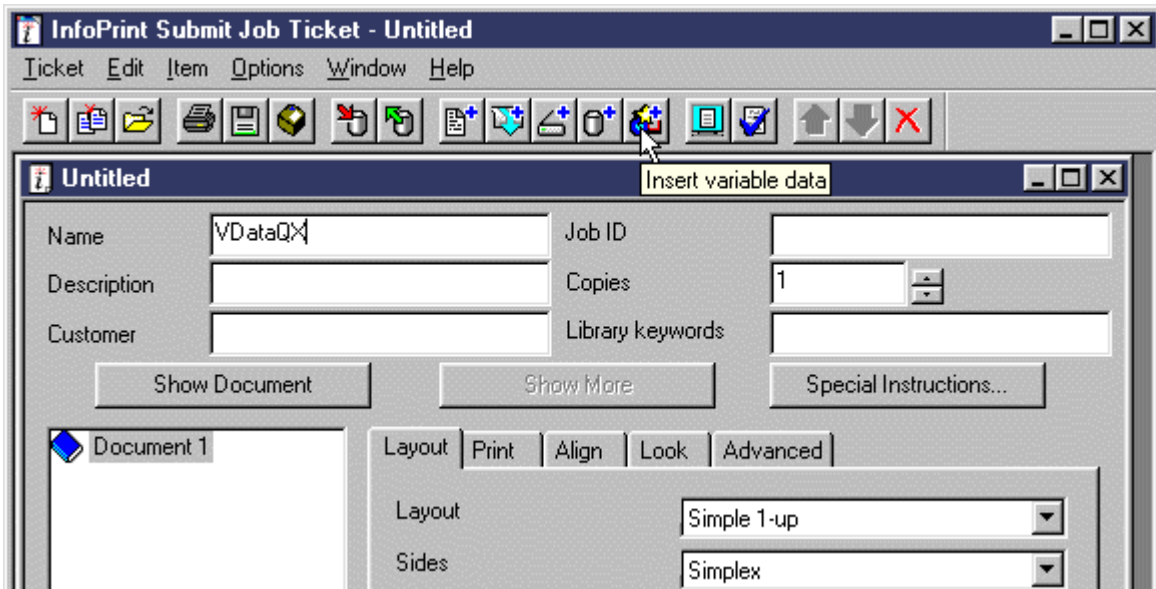 InfoPrint Submit Job Ticket - Untitled
Ticket Edit Item Options Window Help
Insert variable data
Untitled
Name VDataQX Job ID
Description Copies 1
Customer Library keywords
Show Document Show More Special Instructions...
Document 1 Layout Print Align Look Advanced
Layout Simple 1-up
Sides Simplex